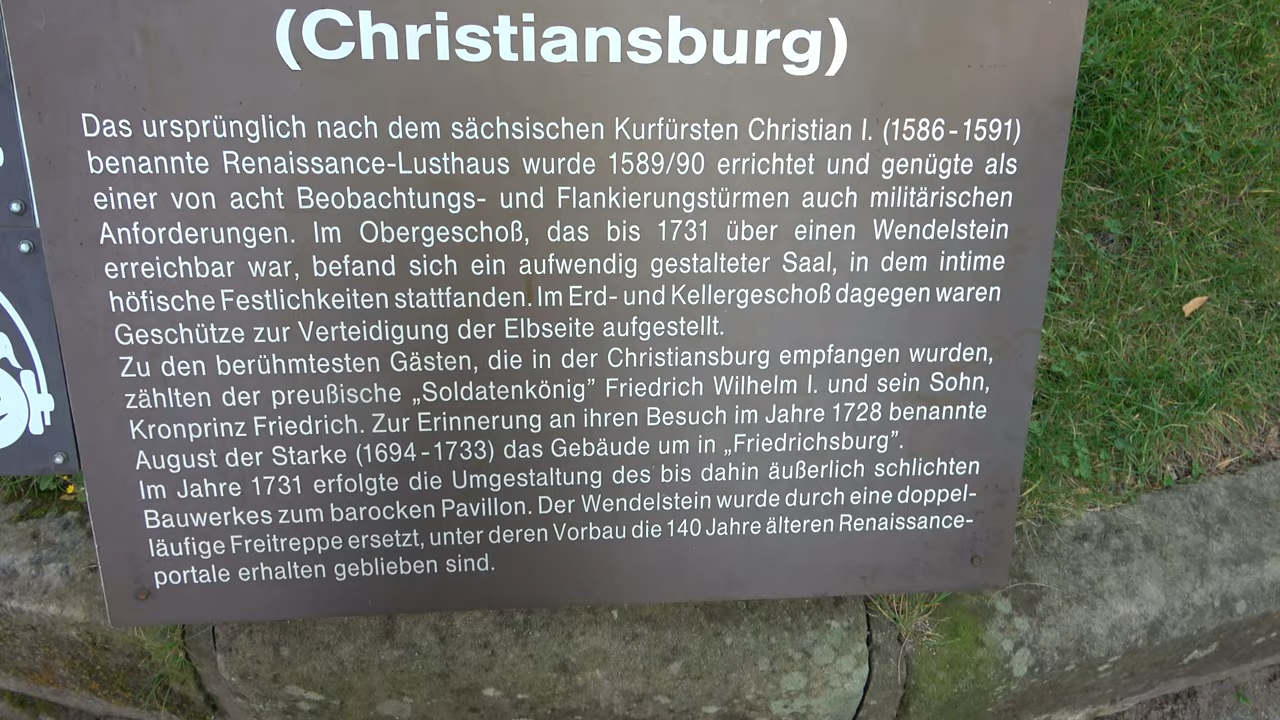 (Christiansburg)
Das ursprünglich nach dem sächsischen Kurfürsten Christian I. (1586-1591)
benannte Renaissance-Lusthaus wurde 1589/90 errichtet und genügte als
einer von acht Beobachtungs- und Flankierungstürmen auch militärischen
Anforderungen. Im Obergeschoß, das bis 1731 über einen Wendelstein
erreichbar war, befand sich ein aufwendig gestalteter Saal, in dem intime
höfische Festlichkeiten stattfanden. Im Erd- und Kellergeschoß dagegen waren
Geschütze zur Verteidigung der Elbseite aufgestellt.
Zu den berühmtesten Gästen, die in der Christiansburg empfangen wurden,
zählten der preußische „Soldatenkönig” Friedrich Wilhelm I. und sein Sohn,
Kronprinz Friedrich. Zur Erinnerung an ihren Besuch im Jahre 1728 benannte
August der Starke (1694-1733) das Gebäude um in „Friedrichsburg”.
Im Jahre 1731 erfolgte die Umgestaltung des bis dahin äußerlich schlichten
Bauwerkes zum barocken Pavillon. Der Wendelstein wurde durch eine doppel-
läufige Freitreppe ersetzt, unter deren Vorbau die 140 Jahre älteren Renaissance-
portale erhalten geblieben sind.